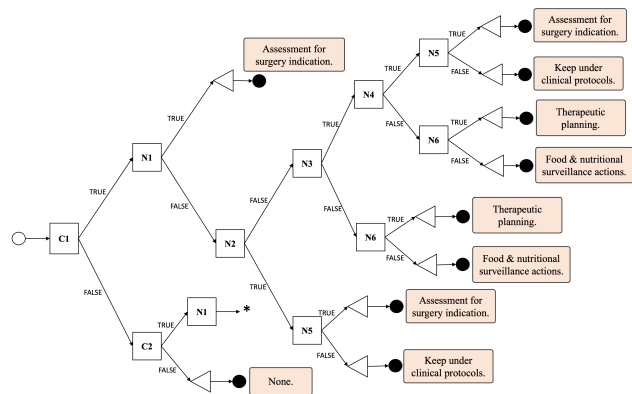 Assessment for
surgery indication.
Assessment for
surgery indication.
N5
TRUE
FALSE
Keep under
clinical protocols.
TRUE
N4
TRUE
FALSE
Therapeutic
planning.
N6
TRUE
FALSE
Food & nutritional
surveillance actions.
TRUE
N1
TRUE
N3
FALSE
TRUE
FALSE
FALSE
Therapeutic
planning.
N6
TRUE
FALSE
Food & nutritional
surveillance actions.
C1
N2
FALSE
TRUE
N1
*
TRUE
Assessment for
surgery indication.
N5
TRUE
FALSE
C2
FALSE
None.
Keep under
clinical protocols.